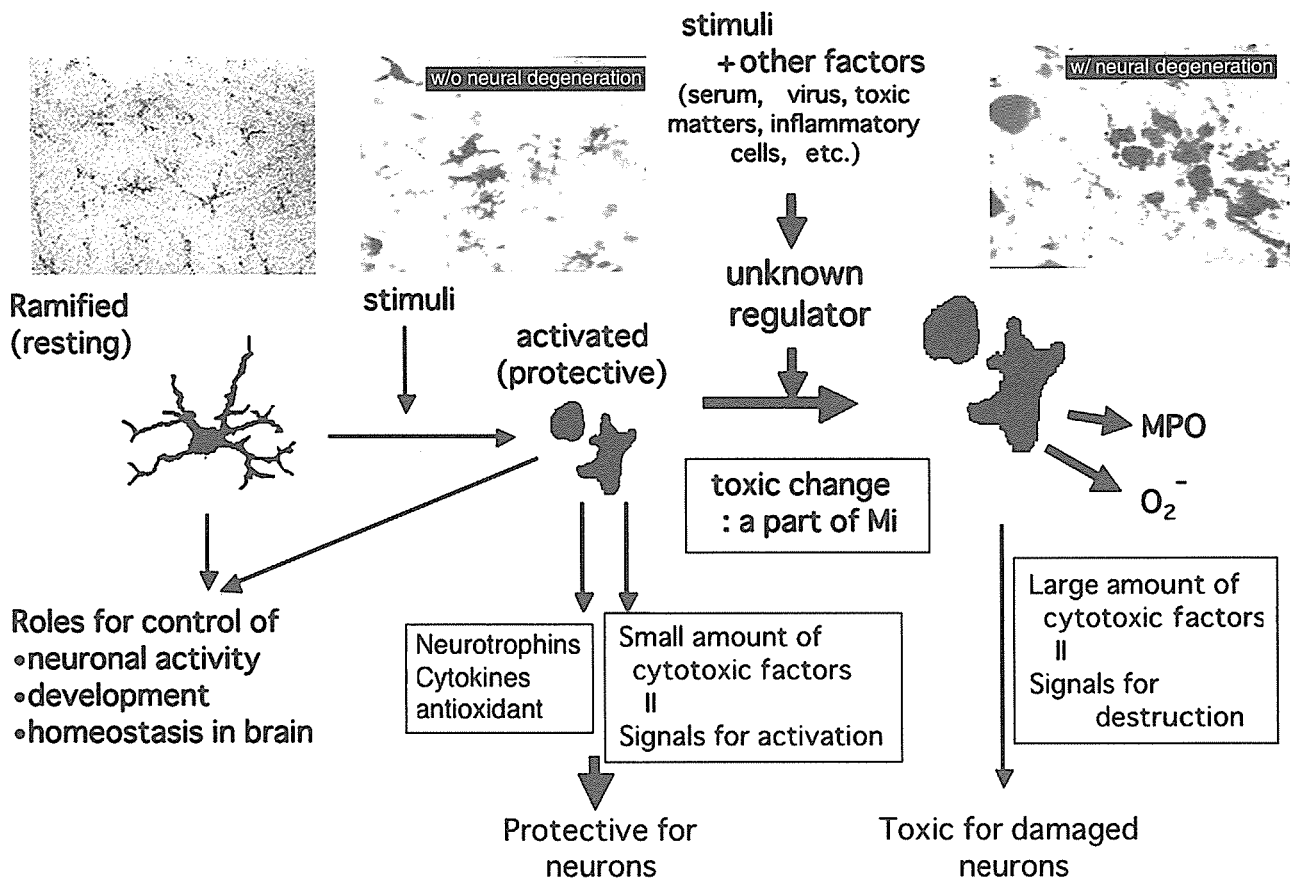 stimuli
+other factors
(serum, virus, toxic
matters, inflammatory
cells, etc.)
w/o neural degeneration
w/ neural degeneration
Ramified
(resting)
stimuli
activated
(protective)
unknown
regulator
MPO
O₂⁻
toxic change
: a part of Mi
Roles for control of
•neuronal activity
•development
•homeostasis in brain
Neurotrophins
Cytokines
antioxidant
Small amount of
cytotoxic factors
||
Signals for activation
Large amount of
cytotoxic factors
||
Signals for
destruction
Protective for
neurons
Toxic for damaged
neurons